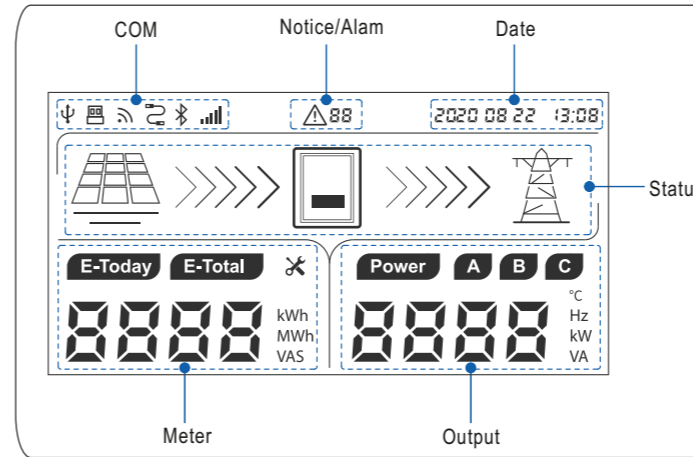 COM Notice/Alam Date
88 2020 08 22 13:08
Statu
E-Today E-Total Power A B C
8888 kWh MWh VAS
8888 °C Hz kW VA
Meter Output